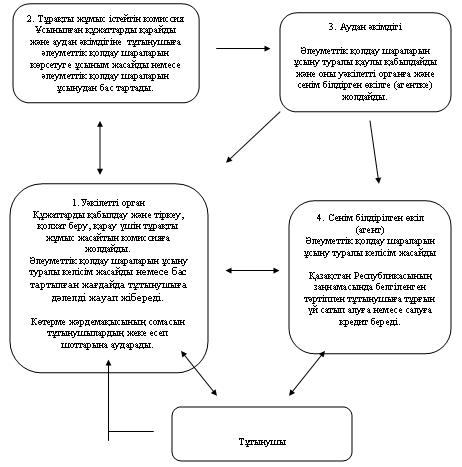 2. Тұрақты жұмыс істейтін комиссия
Ұсынылған құжаттарды қарайды
және аудан әкімдігіне тұтынушыға
әлеуметтік қолдау шараларын
көрсетуге ұсыным жасайды немесе
әлеуметтік қолдау шараларын
ұсынудан бас тартады.
3. Аудан әкімдігі
Әлеуметтік қолдау шараларын
ұсыну туралы қаулы қабылдайды
және оны уәкілетті органға және
сенім білдірген өкілге (агентке)
жолдайды.
1. Уәкілетті орган
Құжаттарды қабылдау және тіркеу,
қолхат беру, қарау үшін тұрақты
жұмыс жасайтын комиссияға
жолдайды.
Әлеуметтік қолдау шараларын ұсыну
туралы келісім жасайды немесе бас
тартылған жағдайда тұтынушыға
дәлелді жауап жібереді.
Көтерме жәрдемақысының сомасын
тұтынушылардың жеке есеп
шоттарына аударады.
4. Сенім білдірілген өкіл
(агент)
Әлеуметтік қолдау шараларын
ұсыну туралы келісім жасайды
Қазақстан Республикасының
заңнамасында белгіленген
тәртіппен тұтынушыға тұрғын
үй сатып алуға немесе салуға
кредит береді.
Тұтынушы